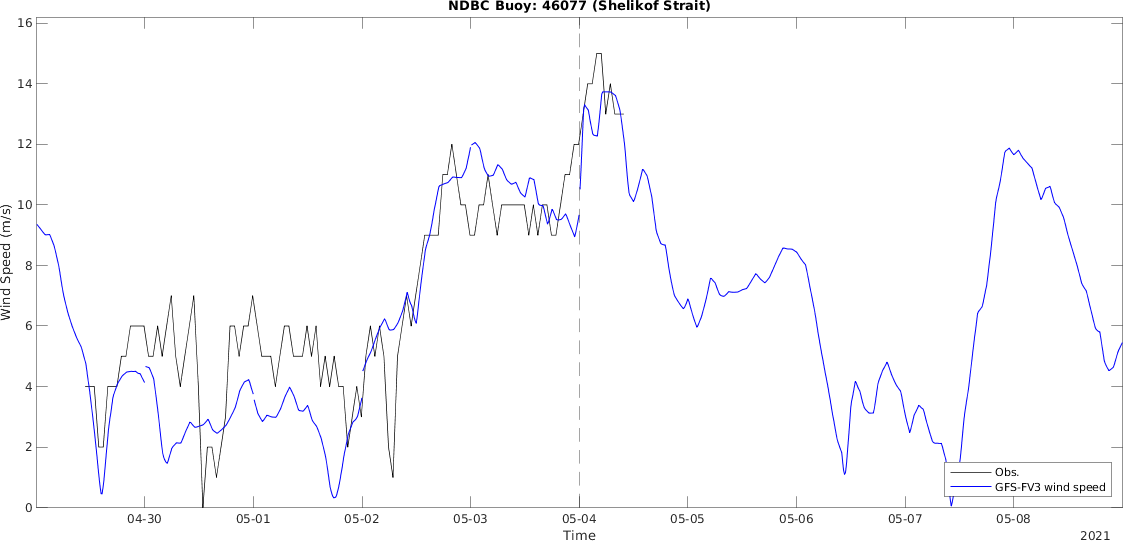 NDBC Buoy: 46077 (Shelikof Strait)
16
14
12
10
8
6
4
2
0
Wind Speed (m/s)
04-30 05-01 05-02 05-03 05-04 05-05 05-06 05-07 05-08
Time
2021
Obs.
GFS-FV3 wind speed